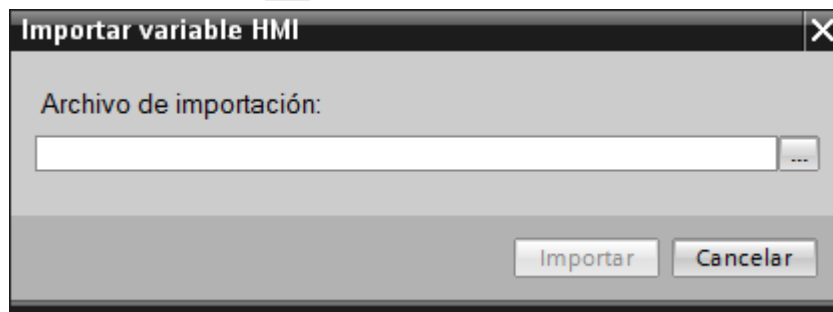 Importar variable HMI
Archivo de importación:
...
Importar
Cancelar